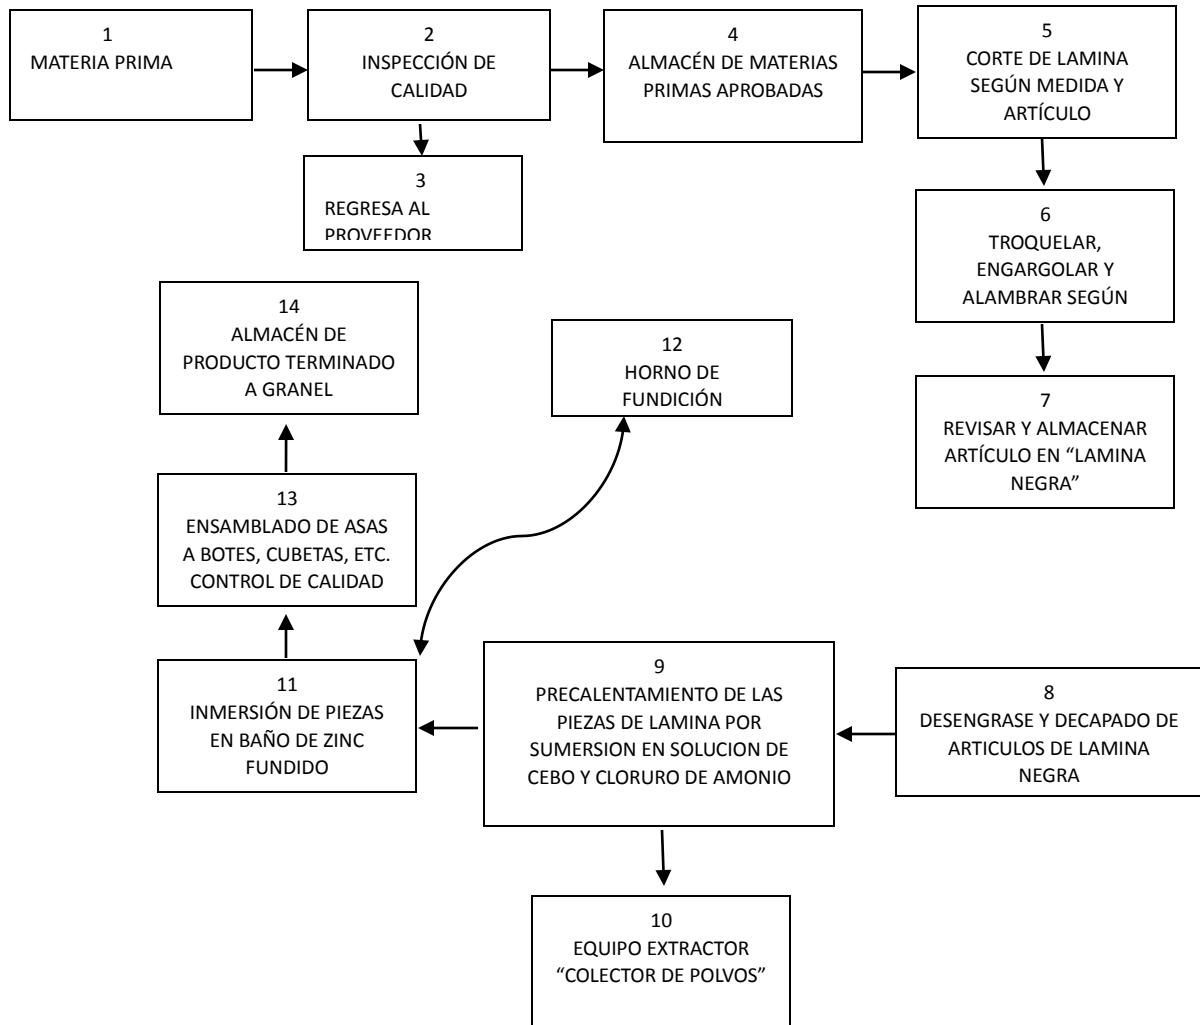 1
MATERIA PRIMA
2
INSPECCIÓN DE
CALIDAD
3
REGRESA AL
PROVEEDOR
4
ALMACÉN DE MATERIAS
PRIMAS APROBADAS
5
CORTE DE LAMINA
SEGÚN MEDIDA Y
ARTÍCULO
6
TROQUELAR,
ENGARGOLAR Y
ALAMBRAR SEGÚN
7
REVISAR Y ALMACENAR
ARTÍCULO EN “LAMINA
NEGRA”
8
DESENGRASE Y DECAPADO DE
ARTICULOS DE LAMINA
NEGRA
9
PRECALENTAMIENTO DE LAS
PIEZAS DE LAMINA POR
SUMERSION EN SOLUCION DE
CEBO Y CLORURO DE AMONIO
10
EQUIPO EXTRACTOR
“COLECTOR DE POLVOS”
11
INMERSIÓN DE PIEZAS
EN BAÑO DE ZINC
FUNDIDO
12
HORNO DE
FUNDICIÓN
13
ENSAMBLADO DE ASAS
A BOTES, CUBETAS, ETC.
CONTROL DE CALIDAD
14
ALMACÉN DE
PRODUCTO TERMINADO
A GRANEL